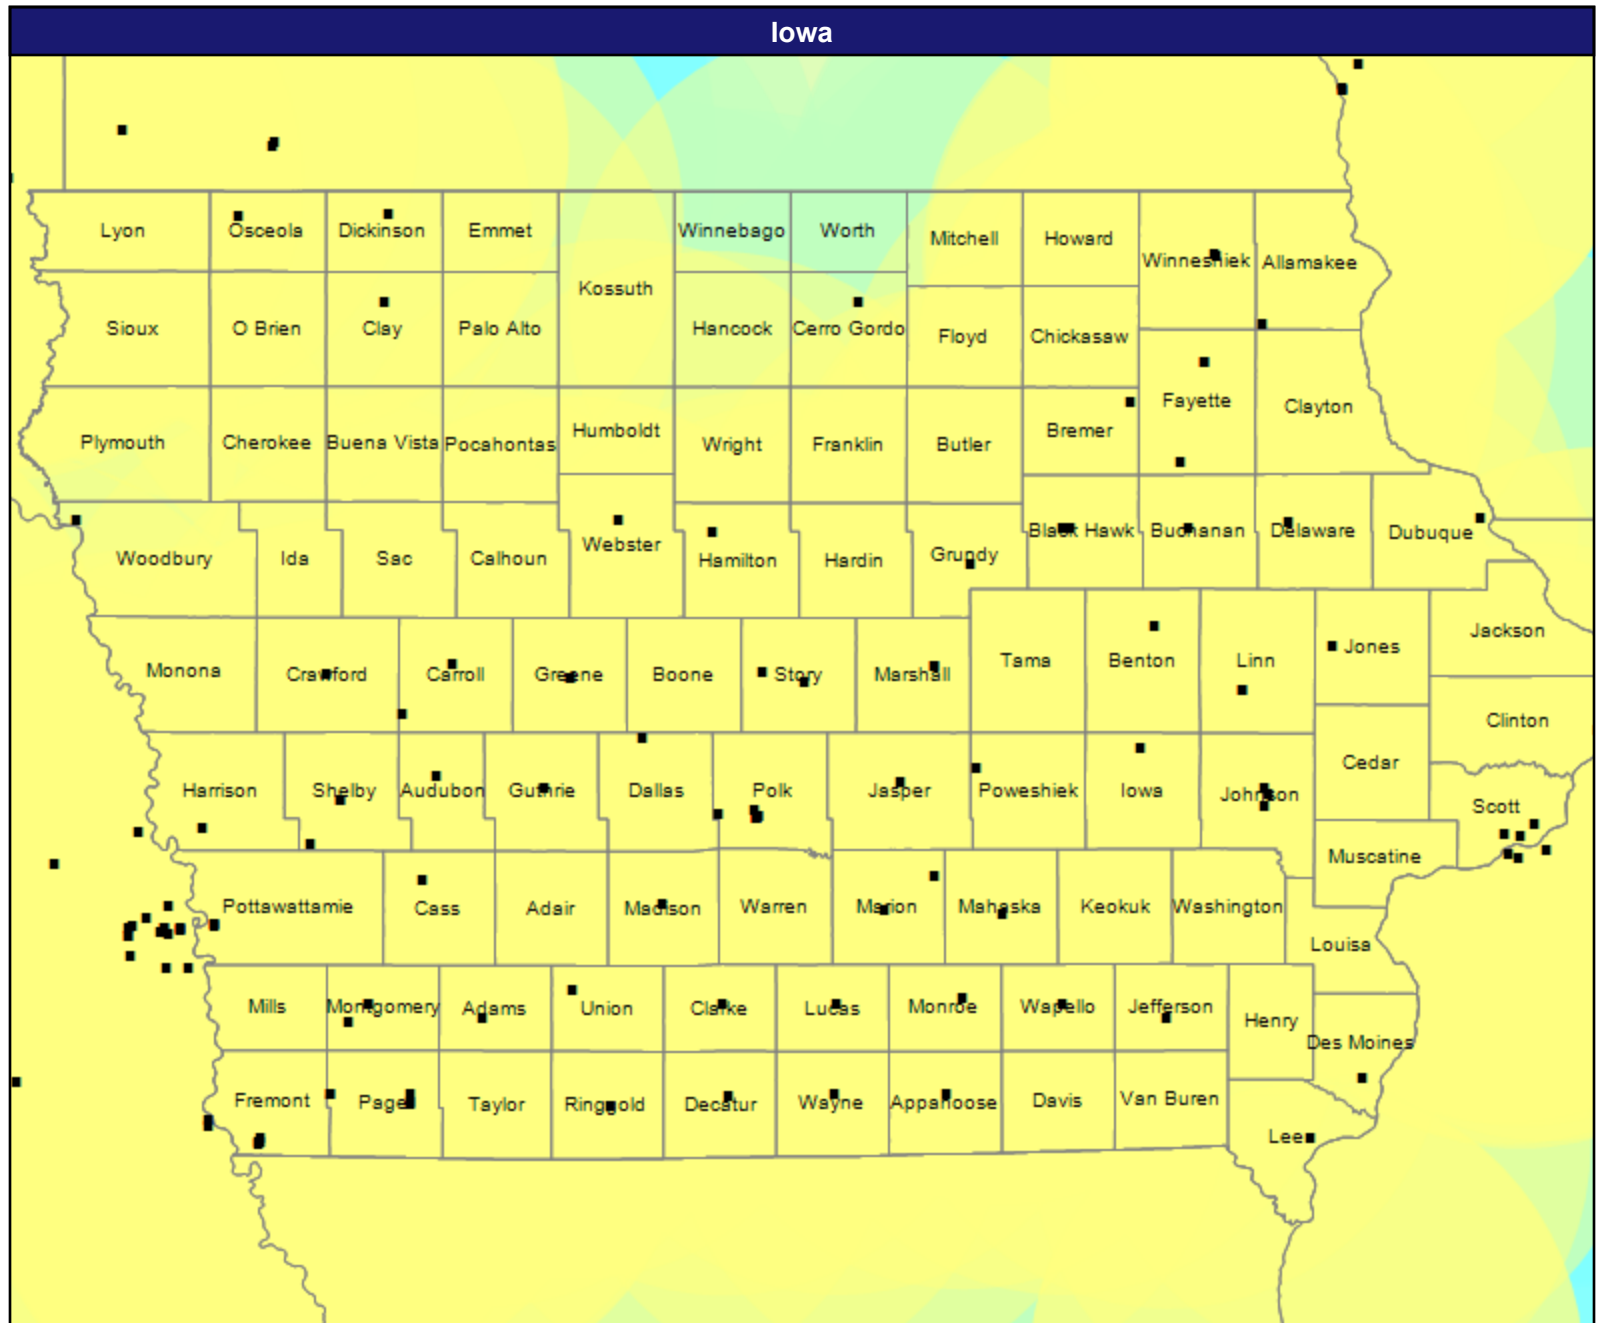 Iowa
Lyon
Osceola
Dickinson
Emmet
Winnebago
Worth
Mitchell
Howard
Winneshiek
Allamakee
Kossuth
Sioux
O Brien
Clay
Palo Alto
Hancock
Cerro Gordo
Floyd
Chickasaw
Fayette
Clayton
Plymouth
Cherokee
Buena Vista
Pocahontas
Humboldt
Wright
Franklin
Butler
Bremer
Black Hawk
Buchanan
Delaware
Dubuque
Woodbury
Ida
Sac
Calhoun
Webster
Hamilton
Hardin
Grundy
Jackson
Monona
Crawford
Carroll
Greene
Boone
Story
Marshall
Tama
Benton
Linn
Jones
Clinton
Cedar
Harrison
Shelby
Audubon
Guthrie
Dallas
Polk
Jasper
Poweshiek
Iowa
Johnson
Scott
Muscatine
Pottawattamie
Cass
Adair
Madison
Warren
Marion
Mahaska
Keokuk
Washington
Louisa
Mills
Montgomery
Adams
Union
Clarke
Lucas
Monroe
Wapello
Jefferson
Henry
Des Moines
Fremont
Page
Taylor
Ringgold
Decatur
Wayne
Appanoose
Davis
Van Buren
Lee